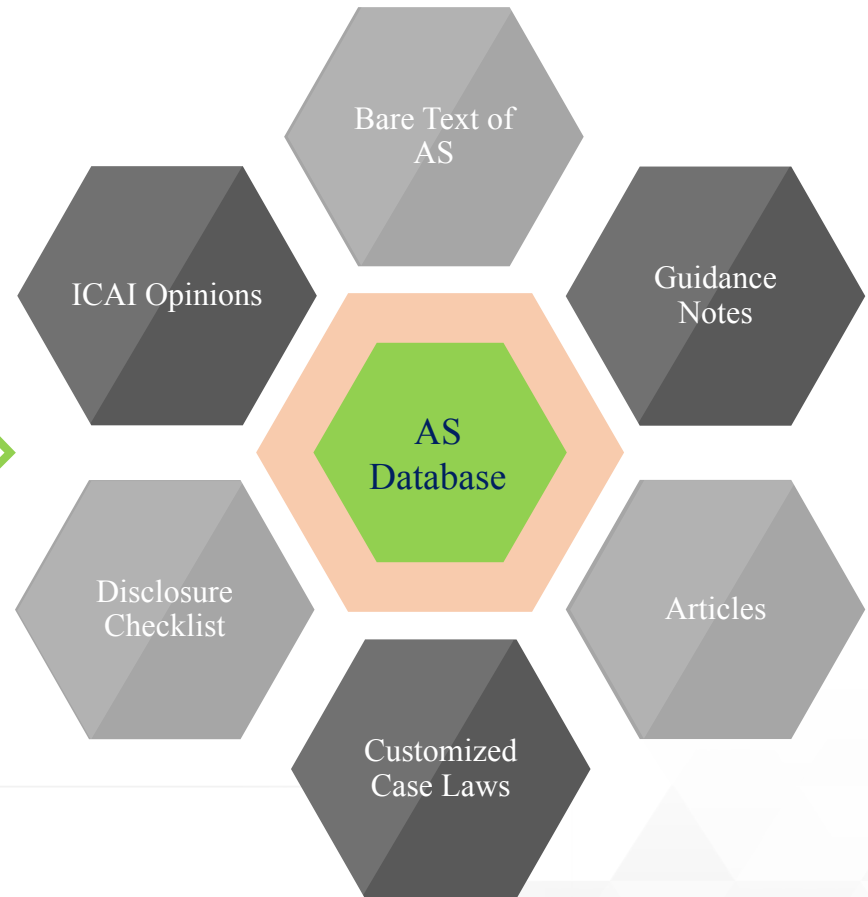 Bare Text of
AS
ICAI Opinions
Guidance
Notes
AS
Database
Disclosure
Checklist
Articles
Customized
Case Laws